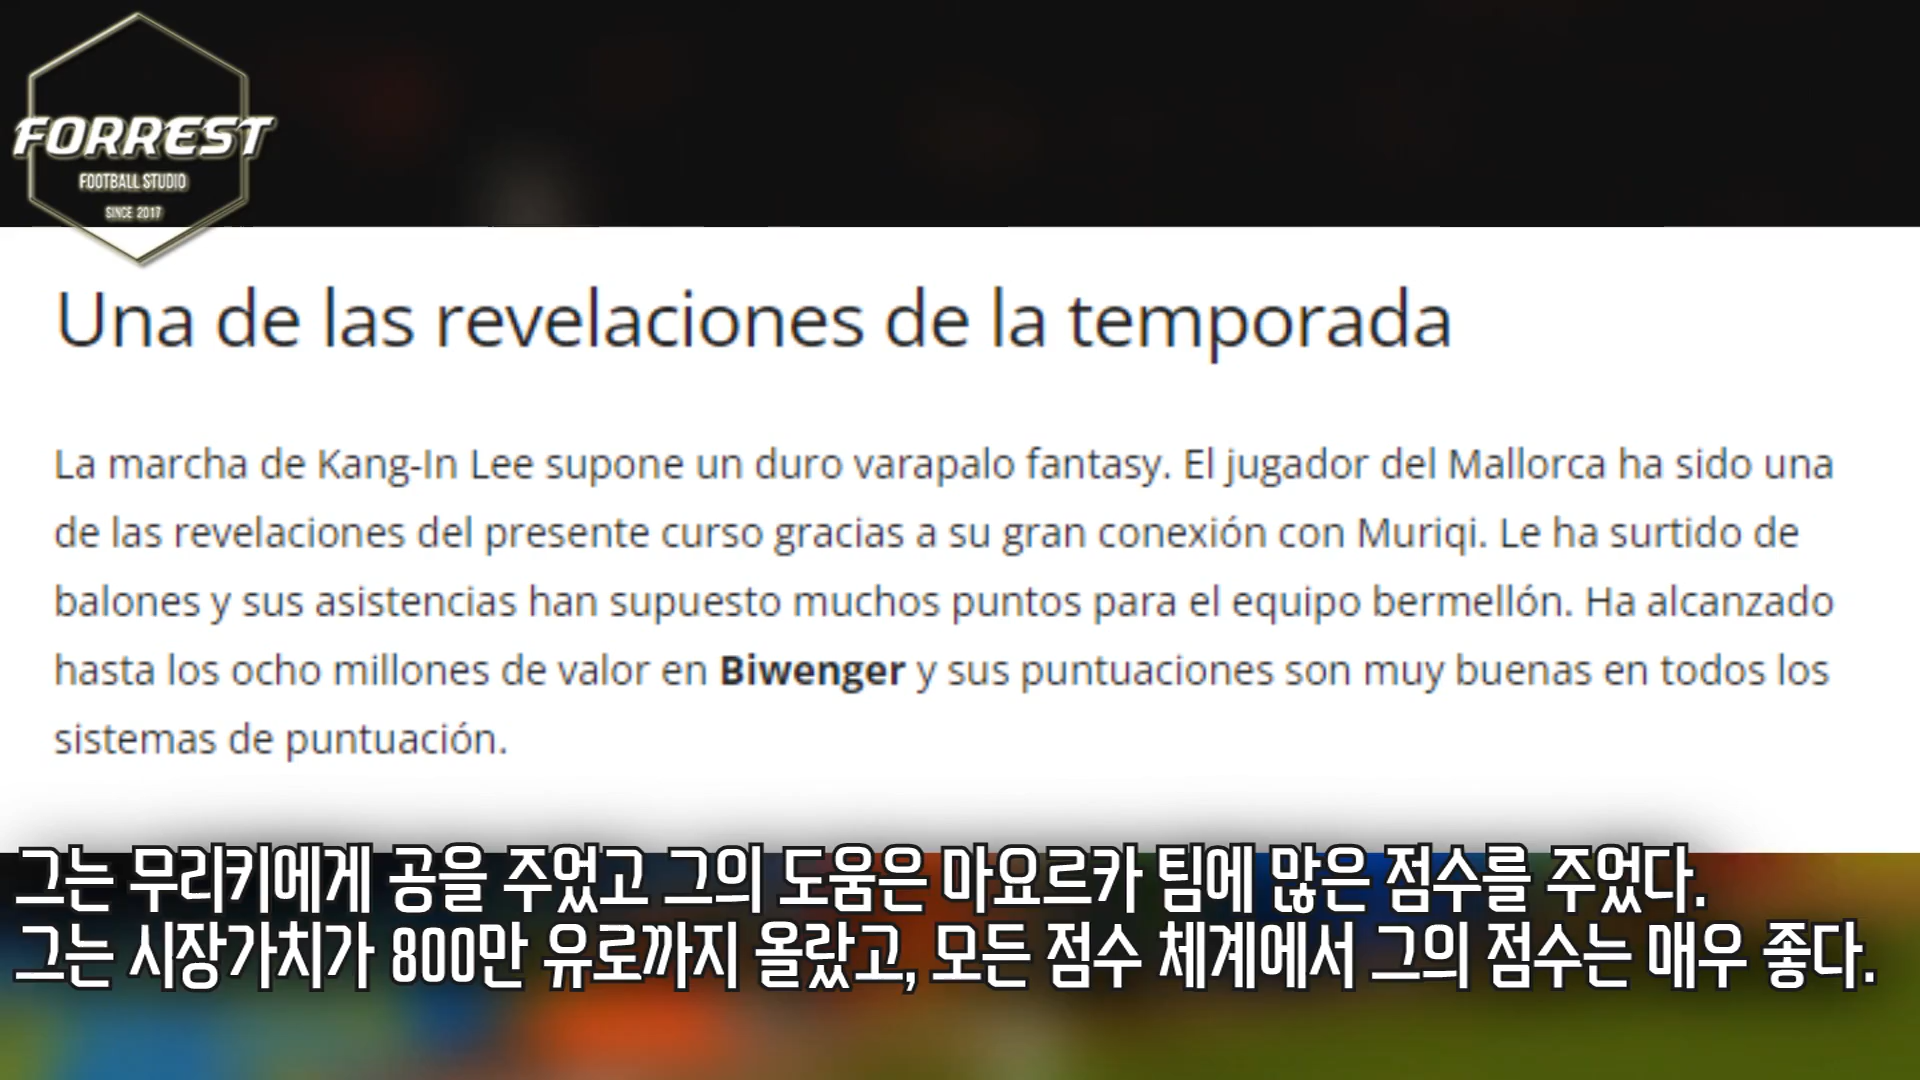 FORREST
FOOTBALL STUDIO
SINCE 2017
Una de las revelaciones de la temporada
La marcha de Kang-In Lee supone un duro varapalo fantasy. El jugador del Mallorca ha sido una
de las revelaciones del presente curso gracias a su gran conexión con Muriqi. Le ha surtido de
balones y sus asistencias han supuesto muchos puntos para el equipo bermellón. Ha alcanzado
hasta los ocho millones de valor en Biwenger y sus puntuaciones son muy buenas en todos los
sistemas de puntuación.
그는 무리키에게 공을 주었고 그의 도움은 마요르카 팀에 많은 점수를 주었다.
그는 시장가치가 800만 유로까지 올랐고, 모든 점수 체계에서 그의 점수는 매우 좋다.